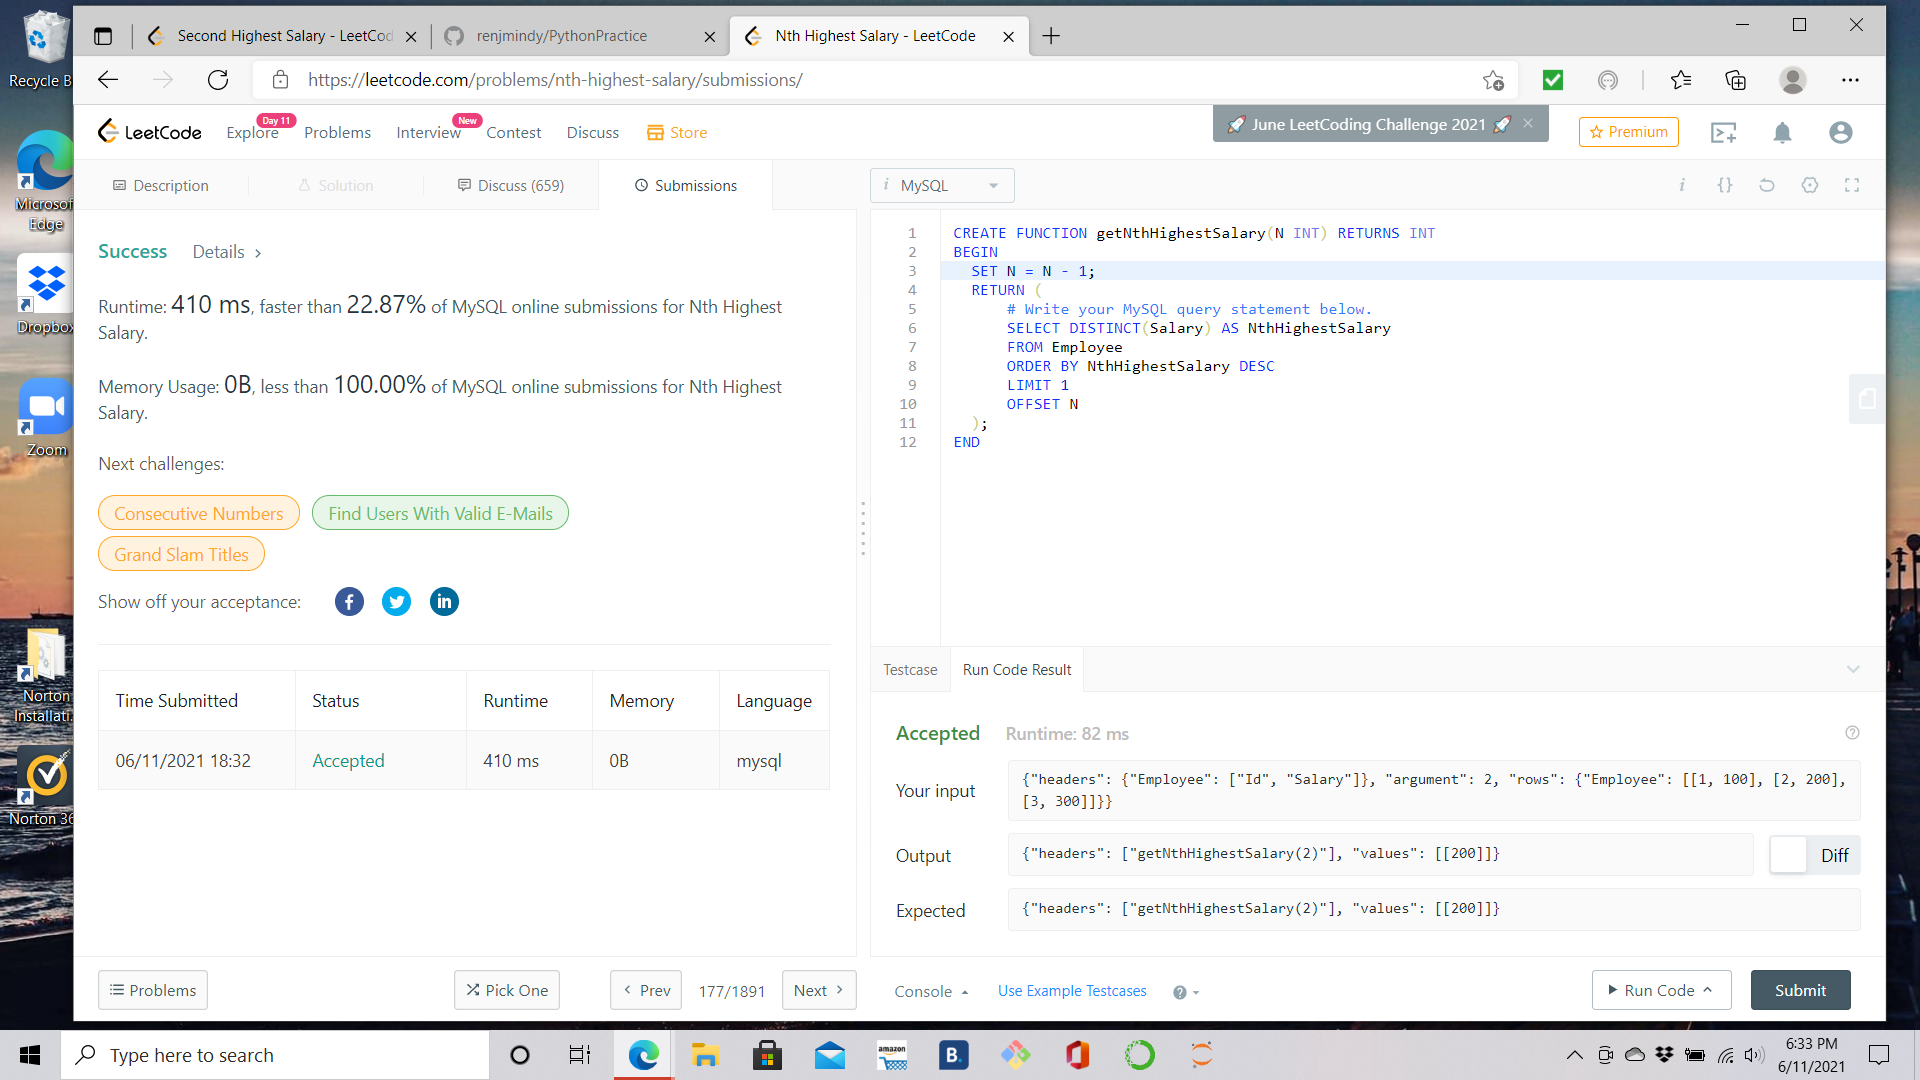 Recycle B
Microsof
Edge
Dropbox
Zoom
Norton
Installati.
Norton 36
Second Highest Salary - LeetCod
renjmindy/PythonPractice
Nth Highest Salary - LeetCode
https://leetcode.com/problems/nth-highest-salary/submissions/
LeetCode
Explore
Day 11
Problems
Interview
New
Contest
Discuss
Store
🚀 June LeetCoding Challenge 2021 🚀
Premium
Description
Solution
Discuss (659)
Submissions
i MySQL
Success Details >
Runtime: 410 ms, faster than 22.87% of MySQL online submissions for Nth Highest
Salary.
Memory Usage: 0B, less than 100.00% of MySQL online submissions for Nth Highest
Salary.
Next challenges:
Consecutive Numbers
Find Users With Valid E-Mails
Grand Slam Titles
Show off your acceptance:
Time Submitted Status Runtime Memory Language
06/11/2021 18:32 Accepted 410 ms 0B mysql
Problems
Pick One
Prev
177/1891
Next
1 CREATE FUNCTION getNthHighestSalary(N INT) RETURNS INT
2 BEGIN
3 SET N = N - 1;
4 RETURN (
5 # Write your MySQL query statement below.
6 SELECT DISTINCT(Salary) AS NthHighestSalary
7 FROM Employee
8 ORDER BY NthHighestSalary DESC
9 LIMIT 1
10 OFFSET N
11 );
12 END
Testcase
Run Code Result
Accepted Runtime: 82 ms
Your input
{"headers": {"Employee": ["Id", "Salary"]}, "argument": 2, "rows": {"Employee": [[1, 100], [2, 200],
[3, 300]]}}
Output
{"headers": ["getNthHighestSalary(2)"], "values": [[200]]}
Diff
Expected
{"headers": ["getNthHighestSalary(2)"], "values": [[200]]}
Console
Use Example Testcases
Run Code
Submit
Type here to search
amazon
B.
6:33 PM
6/11/2021